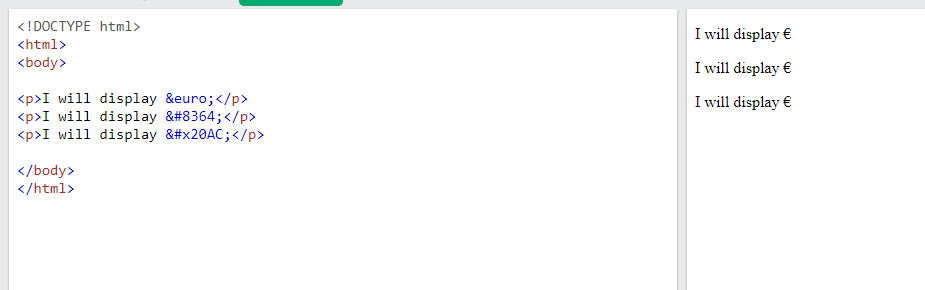 <!DOCTYPE html>
<html>
<body>
<p>I will display &euro;</p>
<p>I will display &#8364;</p>
<p>I will display &#x20AC;</p>
</body>
</html>
I will display €
I will display €
I will display €